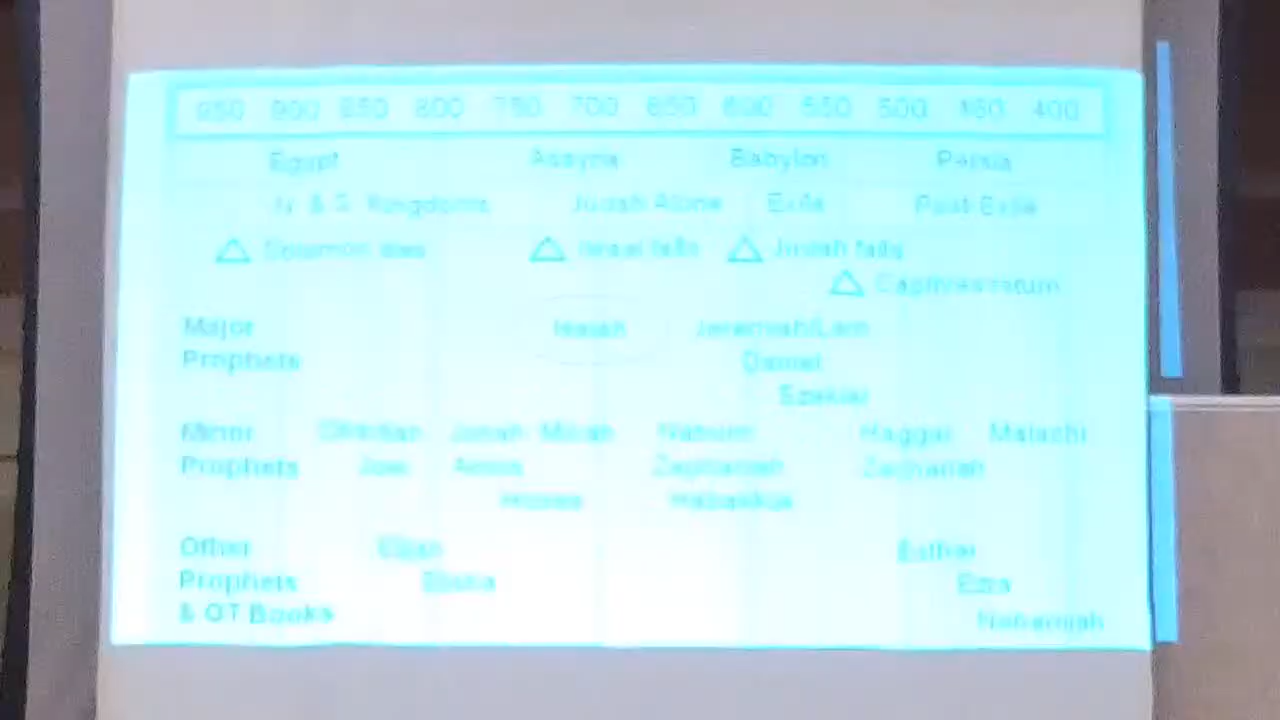 950 900 850 800 750 700 650 600 550 500 450 400
Egypt Assyria Babylon Persia
N. & S. Kingdoms Judah Alone Exile Post-Exile
Solomon dies Israel falls Judah falls
Captives return
Major Isaiah Jeremiah/Lam
Prophets Daniel
Ezekiel
Minor Obadiah Jonah Micah Nahum Haggai Malachi
Prophets Joel Amos Zephaniah Zechariah
Hosea Habakkuk
Other Elijah Esther
Prophets Elisha Ezra
& OT Books Nehemiah